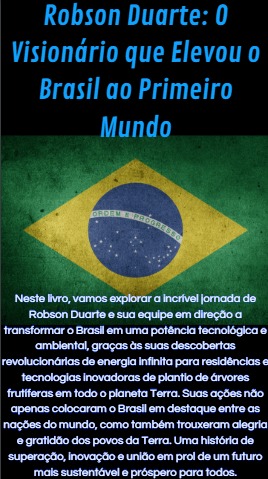 Robson Duarte: O
Visionário que Elevou o
Brasil ao Primeiro
Mundo
ORDEM E PROGRESSO
Neste livro, vamos explorar a incrível jornada de
Robson Duarte e sua equipe em direção a
transformar o Brasil em uma potência tecnológica e
ambiental, graças às suas descobertas
revolucionárias de energia infinita para residências e
tecnologias inovadoras de plantio de árvores
frutíferas em todo o planeta Terra. Suas ações não
apenas colocaram o Brasil em destaque entre as
nações do mundo, como também trouxeram alegria
e gratidão dos povos da Terra. Uma história de
superação, inovação e união em prol de um futuro
mais sustentável e próspero para todos.